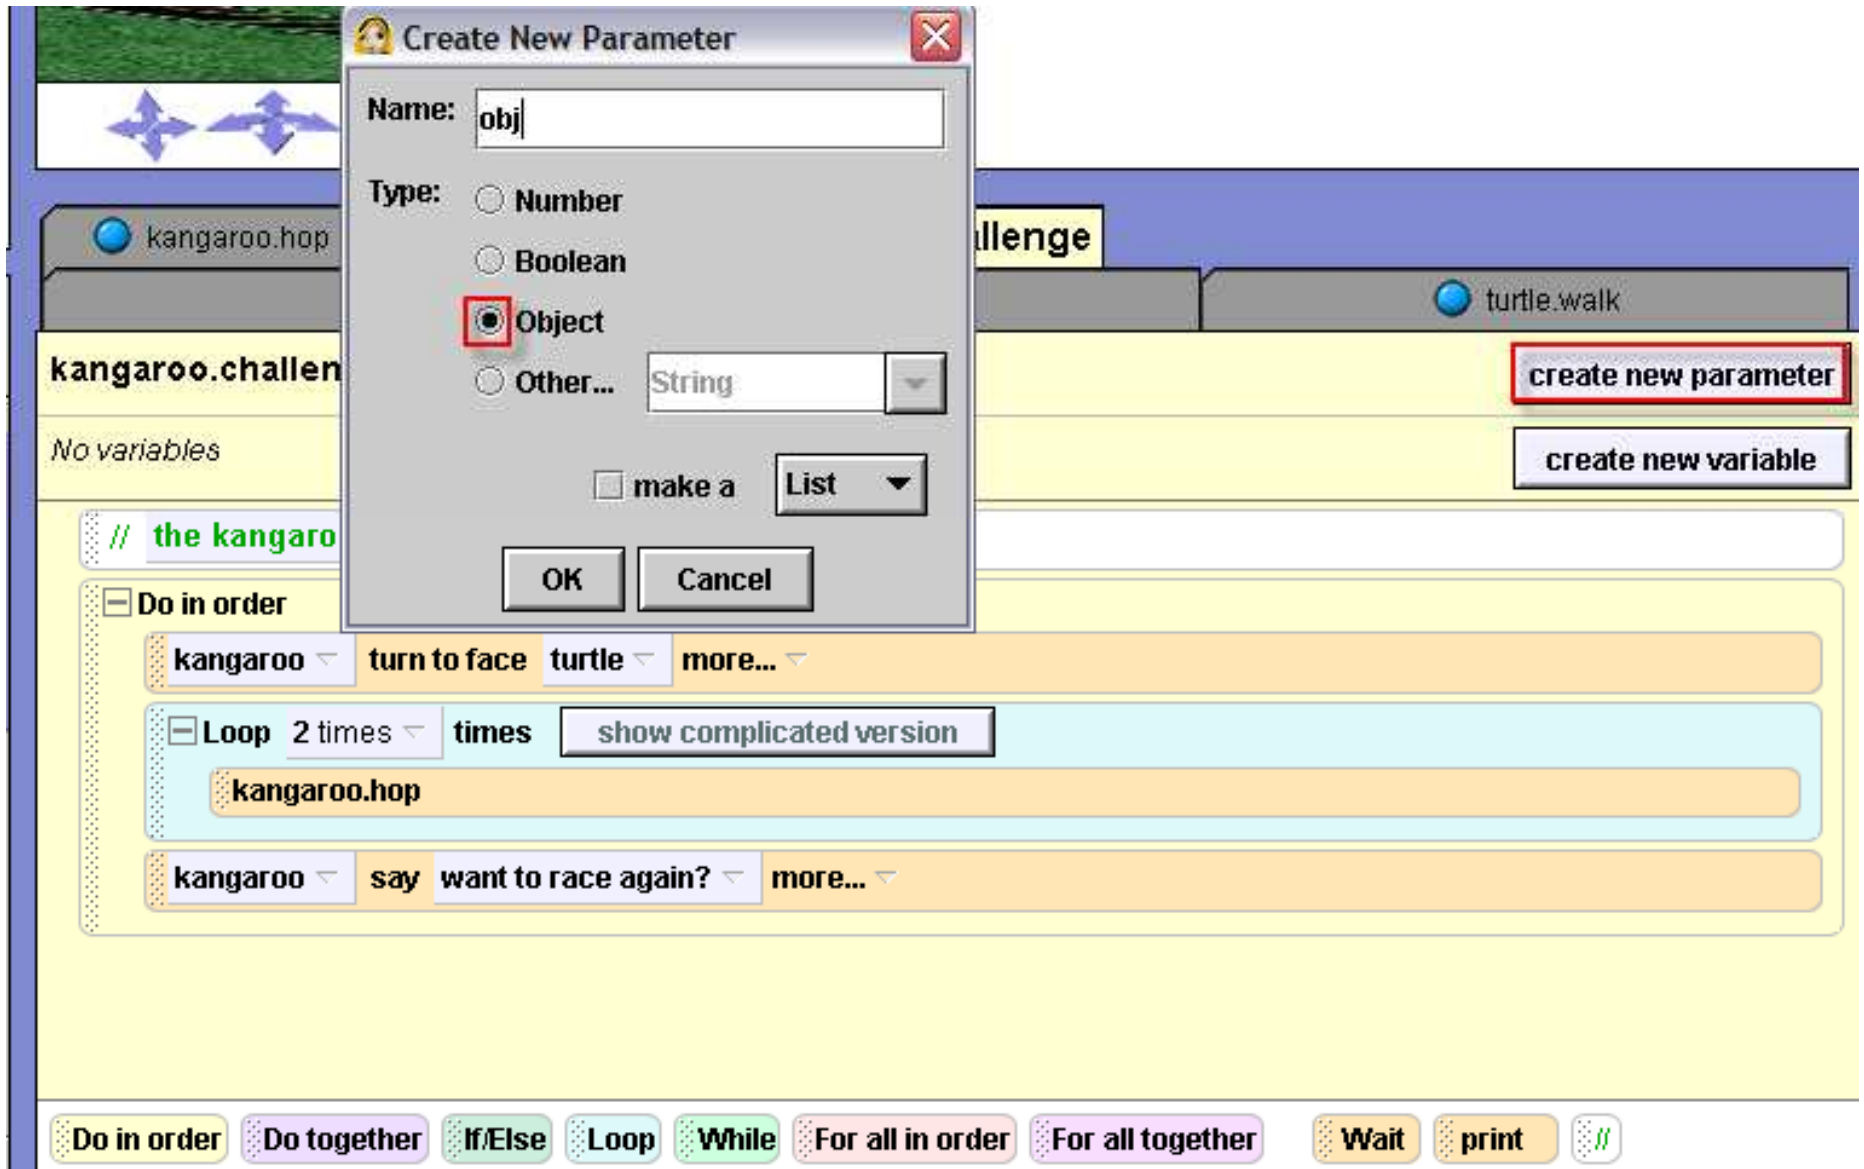 Create New Parameter
Name: obj
Type: Number
Boolean
Object
Other... String
make a List
OK Cancel
kangaroo.hop
llenge
turtle.walk
kangaroo.challen
create new parameter
No variables
create new variable
// the kangaro
Do in order
kangaroo turn to face turtle more...
Loop 2 times times show complicated version
kangaroo.hop
kangaroo say want to race again? more...
Do in order Do together If/Else Loop While For all in order For all together Wait print //